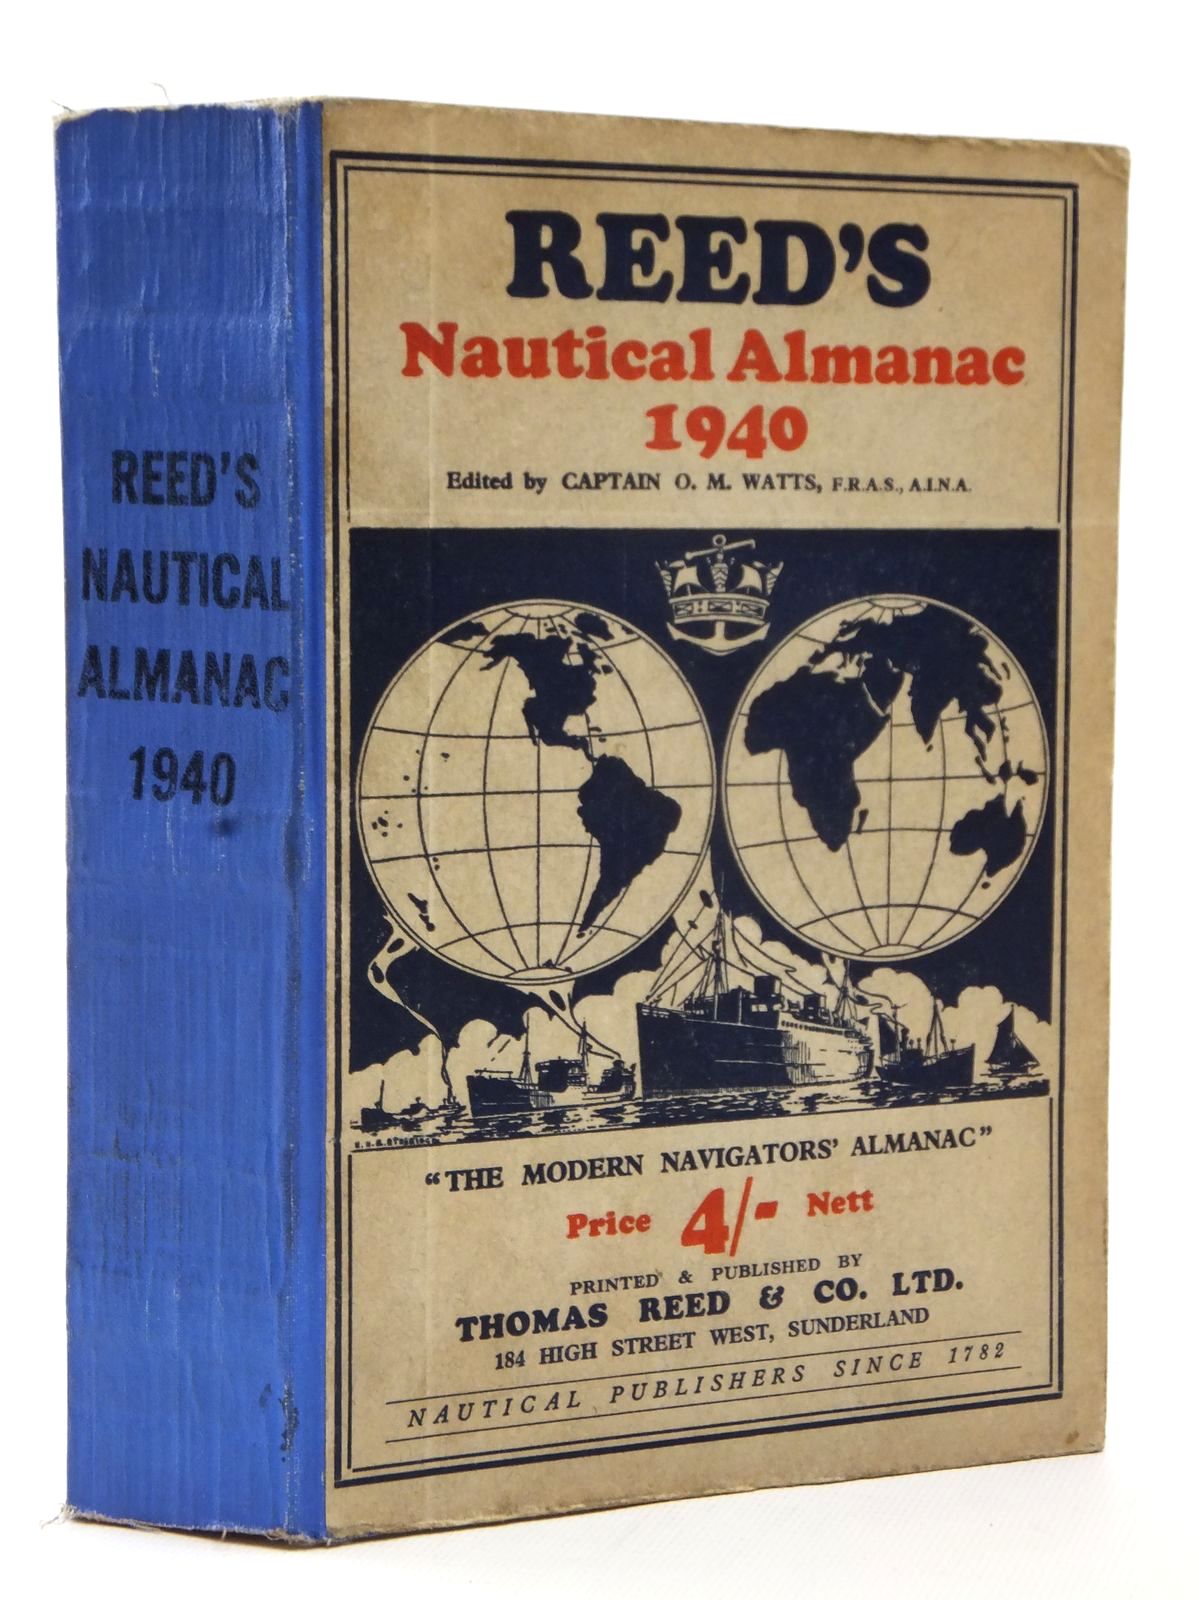 REED'S
NAUTICAL
ALMANAC
1940
REED'S
Nautical Almanac
1940
Edited by CAPTAIN O. M. WATTS, F.R.A.S., A.I.N.A.
"THE MODERN NAVIGATORS' ALMANAC"
Price 4/- Nett
PRINTED & PUBLISHED BY
THOMAS REED & CO. LTD.
184 HIGH STREET WEST, SUNDERLAND
NAUTICAL PUBLISHERS SINCE 1782